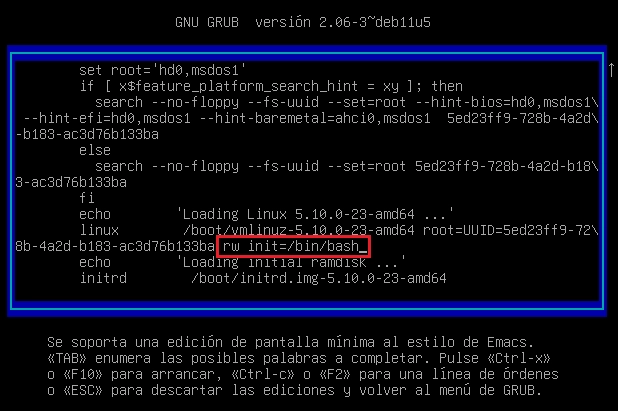 GNU GRUB  versión 2.06-3~deb11u5
set root='hd0,msdos1'
if [ x$feature_platform_search_hint = xy ]; then
search --no-floppy --fs-uuid --set=root --hint-bios=hd0,msdos1\
--hint-efi=hd0,msdos1 --hint-baremetal=ahci0,msdos1  5ed23ff9-728b-4a2d\
-b183-ac3d76b133ba
else
search --no-floppy --fs-uuid --set=root 5ed23ff9-728b-4a2d-b18\
3-ac3d76b133ba
fi
echo        'Loading Linux 5.10.0-23-amd64 ...'
linux        /boot/vmlinuz-5.10.0-23-amd64 root=UUID=5ed23ff9-72\
8b-4a2d-b183-ac3d76b133ba rw init=/bin/bash_
echo        'Loading initial ramdisk ...'
initrd        /boot/initrd.img-5.10.0-23-amd64
Se soporta una edición de pantalla mínima al estilo de Emacs.
«TAB» enumera las posibles palabras a completar. Pulse «Ctrl-x»
o «F10» para arrancar, «Ctrl-c» o «F2» para una línea de órdenes
o «ESC» para descartar las ediciones y volver al menú de GRUB.